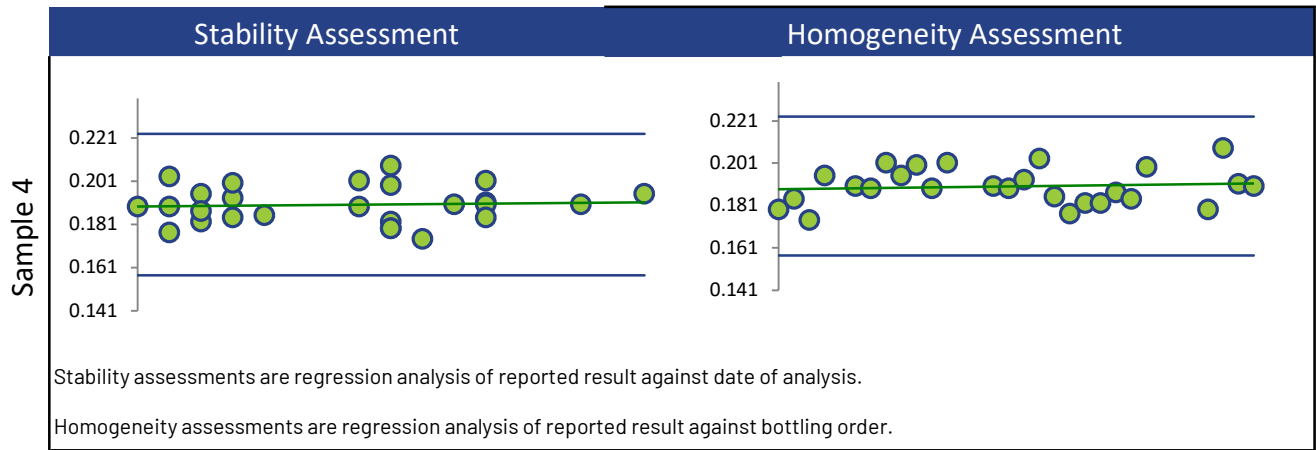 Stability Assessment
Homogeneity Assessment
Sample 4
0.221
0.201
0.181
0.161
0.141
0.221
0.201
0.181
0.161
0.141
Stability assessments are regression analysis of reported result against date of analysis.
Homogeneity assessments are regression analysis of reported result against bottling order.